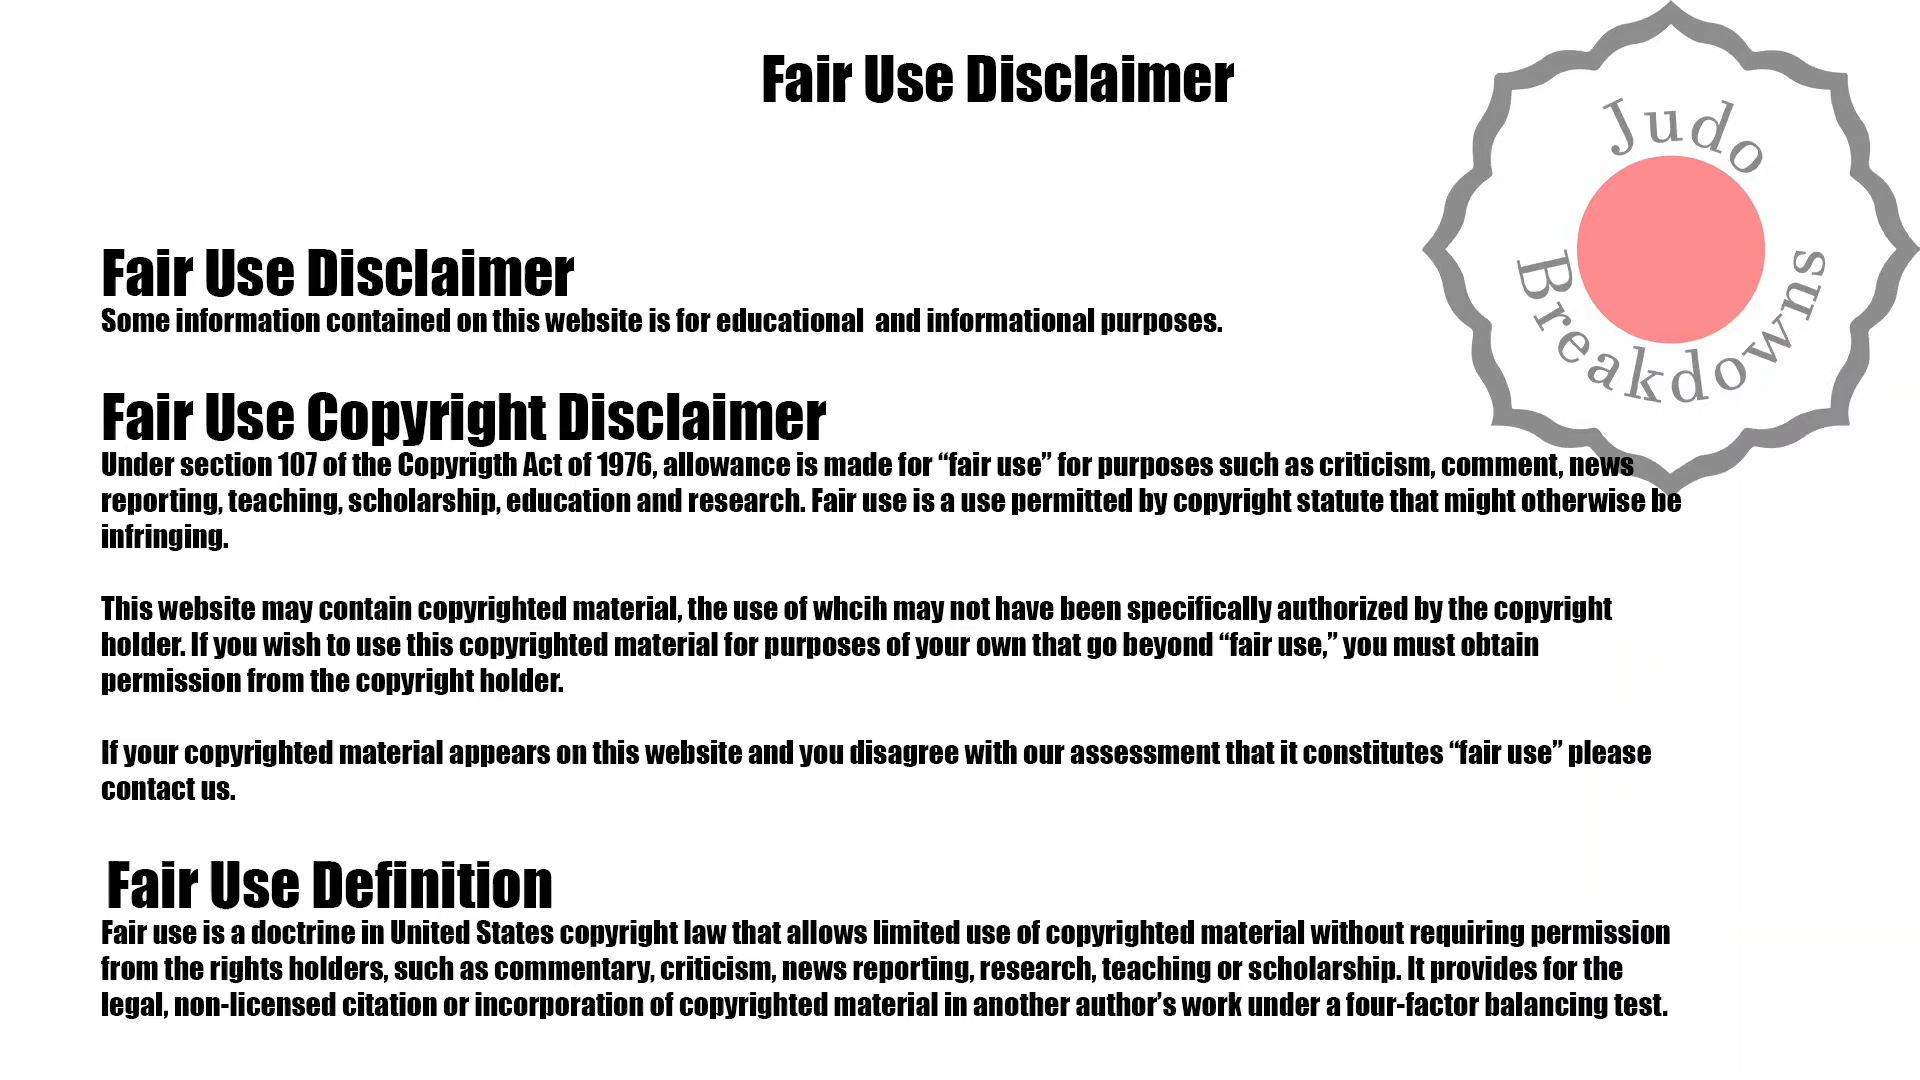 Fair Use Disclaimer
Judo
Breakdowns
Fair Use Disclaimer
Some information contained on this website is for educational  and informational purposes.
Fair Use Copyright Disclaimer
Under section 107 of the Copyrigth Act of 1976, allowance is made for “fair use” for purposes such as criticism, comment, news
reporting, teaching, scholarship, education and research. Fair use is a use permitted by copyright statute that might otherwise be
infringing.
This website may contain copyrighted material, the use of whcih may not have been specifically authorized by the copyright
holder. If you wish to use this copyrighted material for purposes of your own that go beyond “fair use,” you must obtain
permission from the copyright holder.
If your copyrighted material appears on this website and you disagree with our assessment that it constitutes “fair use” please
contact us.
Fair Use Definition
Fair use is a doctrine in United States copyright law that allows limited use of copyrighted material without requiring permission
from the rights holders, such as commentary, criticism, news reporting, research, teaching or scholarship. It provides for the
legal, non-licensed citation or incorporation of copyrighted material in another author’s work under a four-factor balancing test.